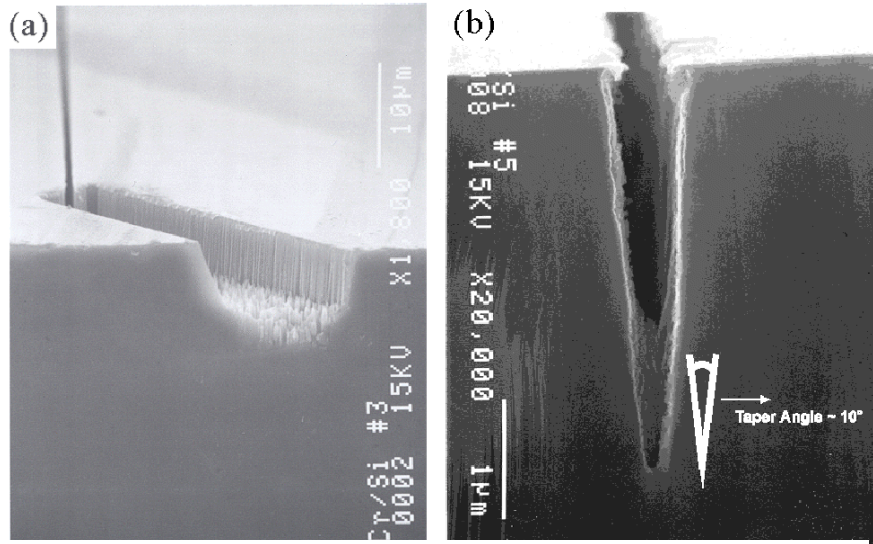 (a)
Cr/Si #3
0002 15KV X1 800 10µm
(b)
Si #5
15KV X20,000 1µm
Taper Angle ~ 10°